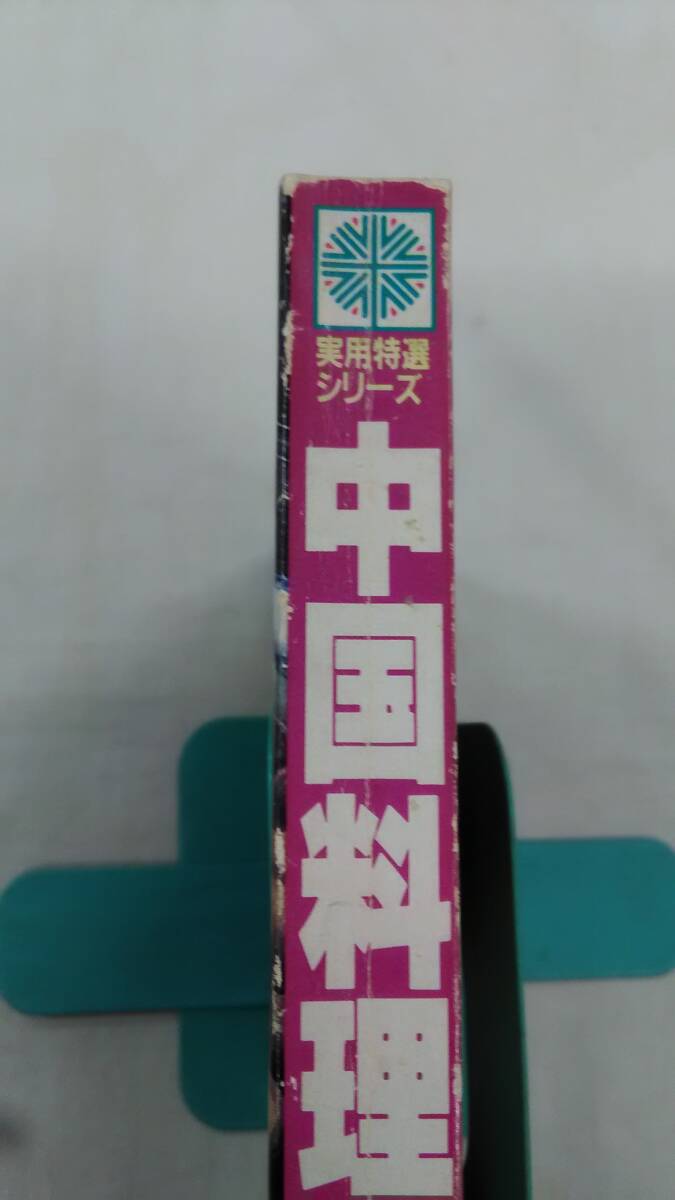 実用特選
シリーズ
中国料理